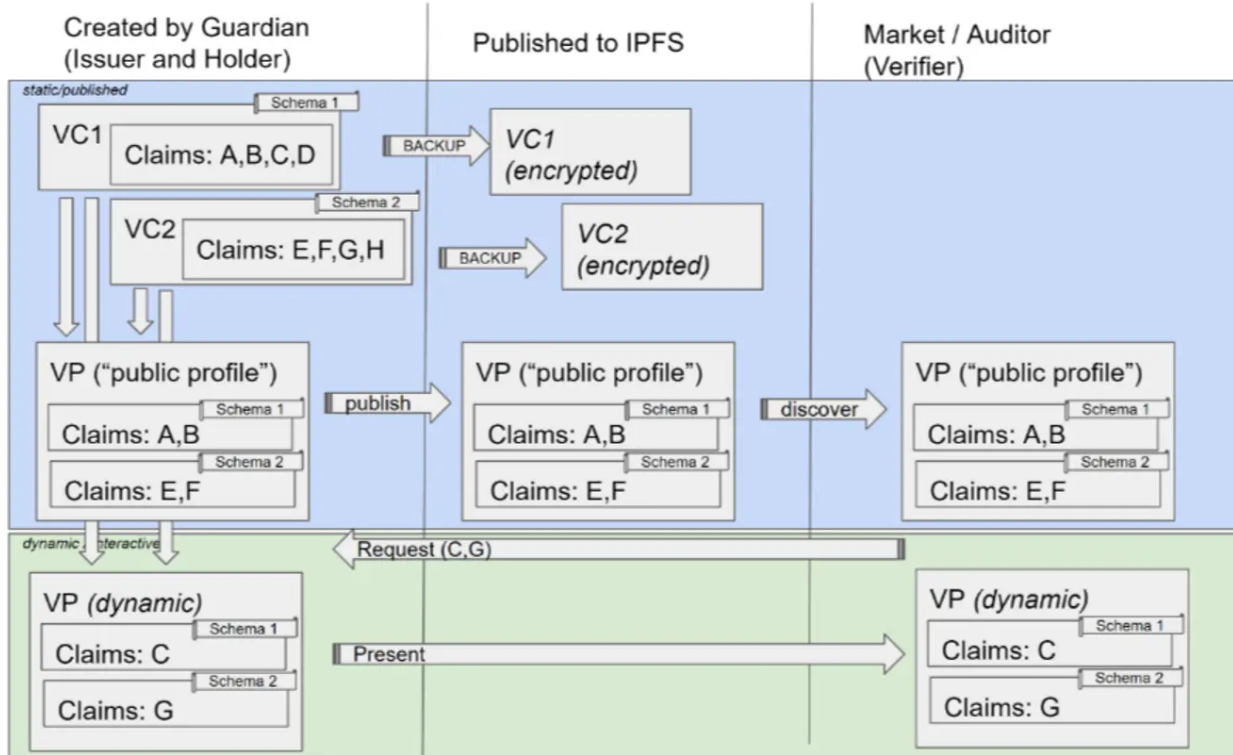 Created by Guardian
(Issuer and Holder)
Published to IPFS
Market / Auditor
(Verifier)
static/published
Schema 1
VC1
Claims: A,B,C,D
BACKUP
VC1
(encrypted)
Schema 2
VC2
Claims: E,F,G,H
BACKUP
VC2
(encrypted)
VP (“public profile”)
Schema 1
Claims: A,B
Schema 2
Claims: E,F
publish
VP (“public profile”)
Schema 1
Claims: A,B
Schema 2
Claims: E,F
discover
VP (“public profile”)
Schema 1
Claims: A,B
Schema 2
Claims: E,F
dynamic
Request (C,G)
VP (dynamic)
Schema 1
Claims: C
Schema 2
Claims: G
Present
VP (dynamic)
Schema 1
Claims: C
Schema 2
Claims: G